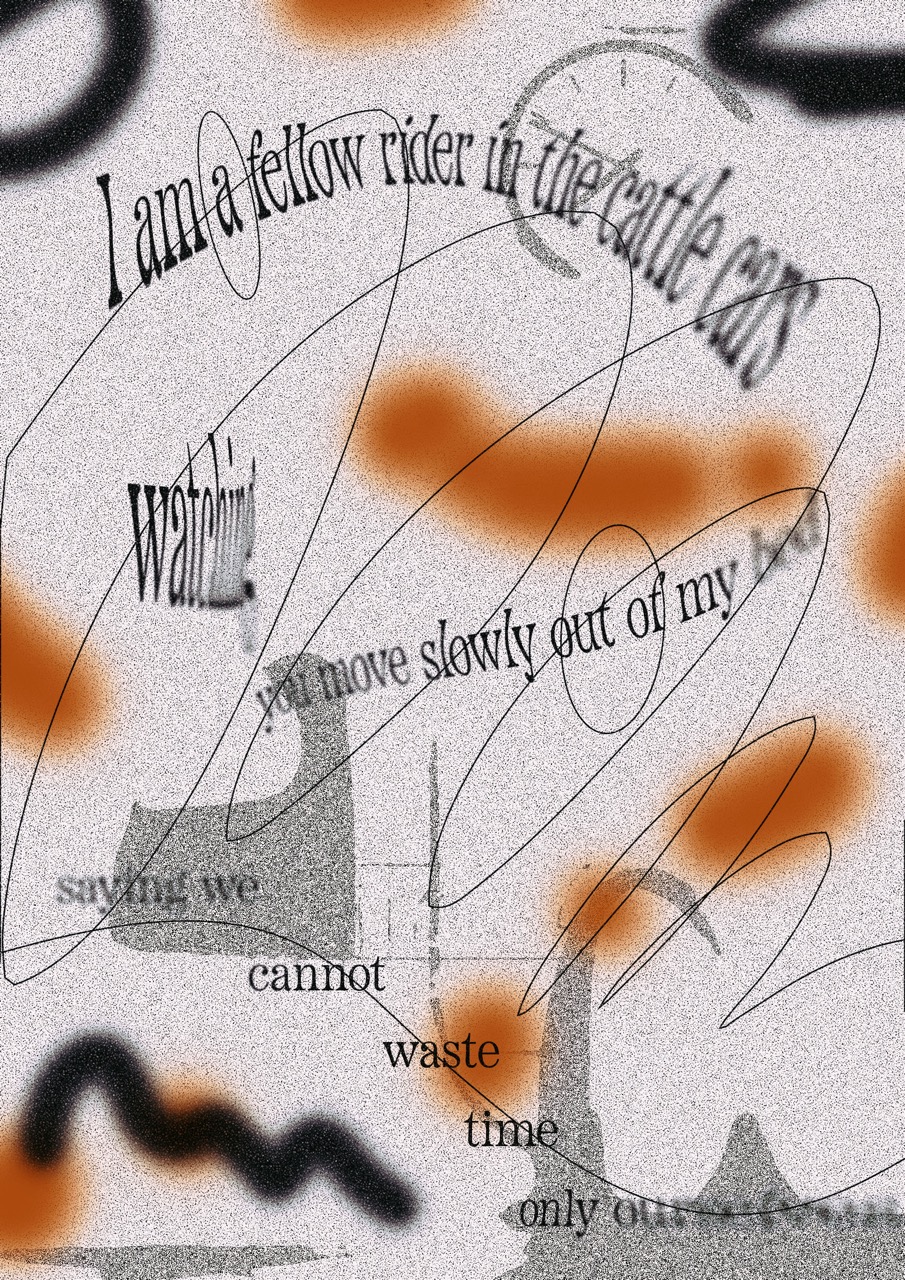 I am a fellow rider in the cattle cars
watching
you move slowly out of my bed
saying we
cannot
waste
time
only